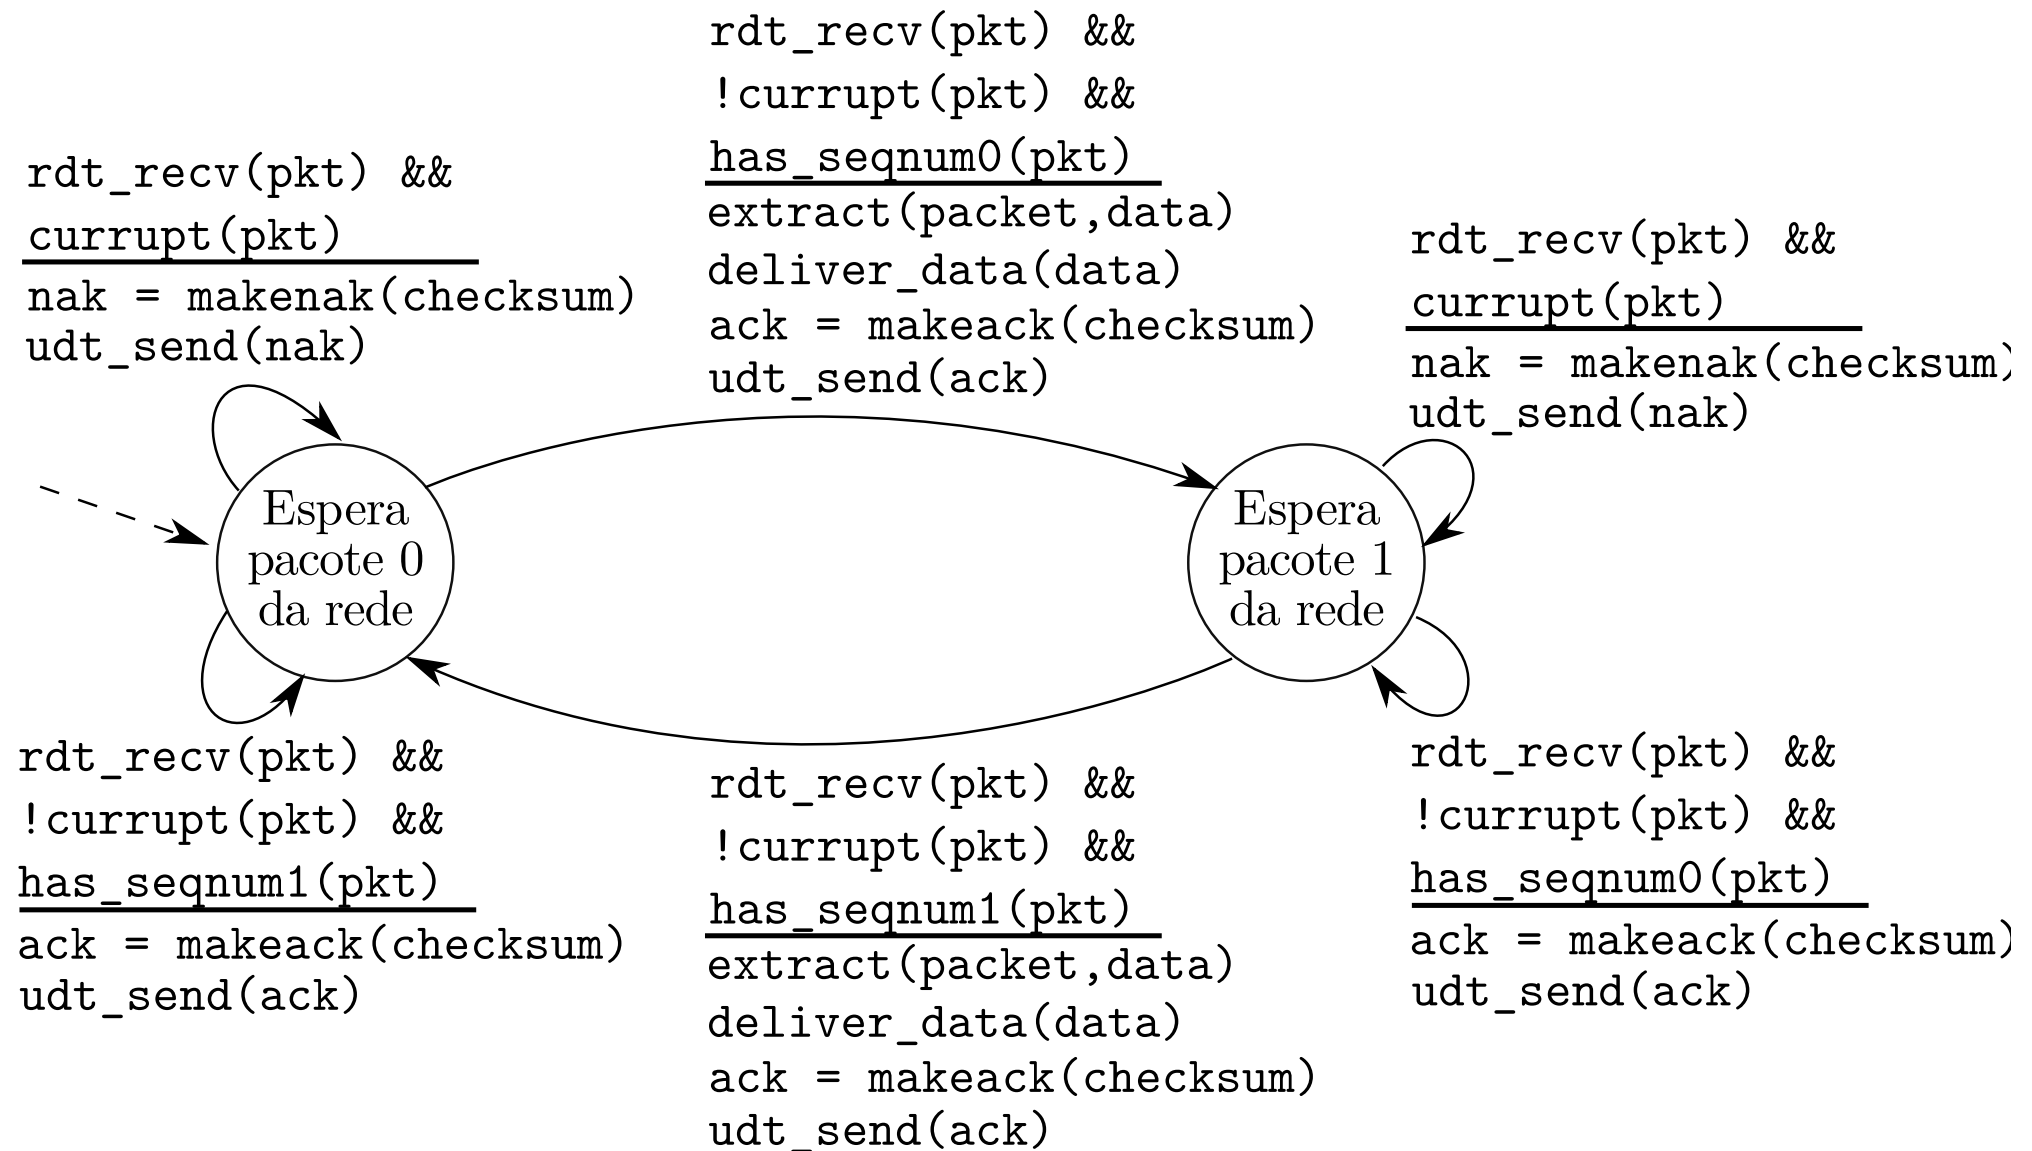 rdt_recv(pkt) &&
!currupt(pkt) &&
has_seqnum0(pkt)
extract(packet,data)
deliver_data(data)
ack = makeack(checksum)
udt_send(ack)
rdt_recv(pkt) &&
currupt(pkt)
nak = makenak(checksum)
udt_send(nak)
rdt_recv(pkt) &&
currupt(pkt)
nak = makenak(checksum)
udt_send(nak)
Espera
pacote 0
da rede
Espera
pacote 1
da rede
rdt_recv(pkt) &&
!currupt(pkt) &&
has_seqnum1(pkt)
ack = makeack(checksum)
udt_send(ack)
rdt_recv(pkt) &&
!currupt(pkt) &&
has_seqnum1(pkt)
extract(packet,data)
deliver_data(data)
ack = makeack(checksum)
udt_send(ack)
rdt_recv(pkt) &&
!currupt(pkt) &&
has_seqnum0(pkt)
ack = makeack(checksum)
udt_send(ack)